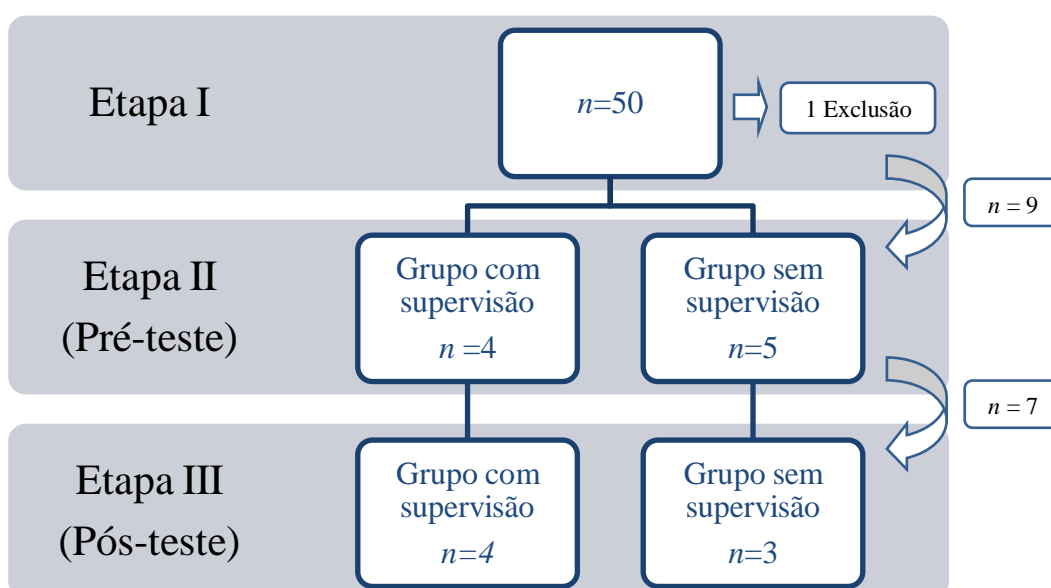 Etapa I
n=50
1 Exclusão
n = 9
Etapa II
(Pré-teste)
Grupo com
supervisão
n =4
Grupo sem
supervisão
n=5
n = 7
Etapa III
(Pós-teste)
Grupo com
supervisão
n=4
Grupo sem
supervisão
n=3